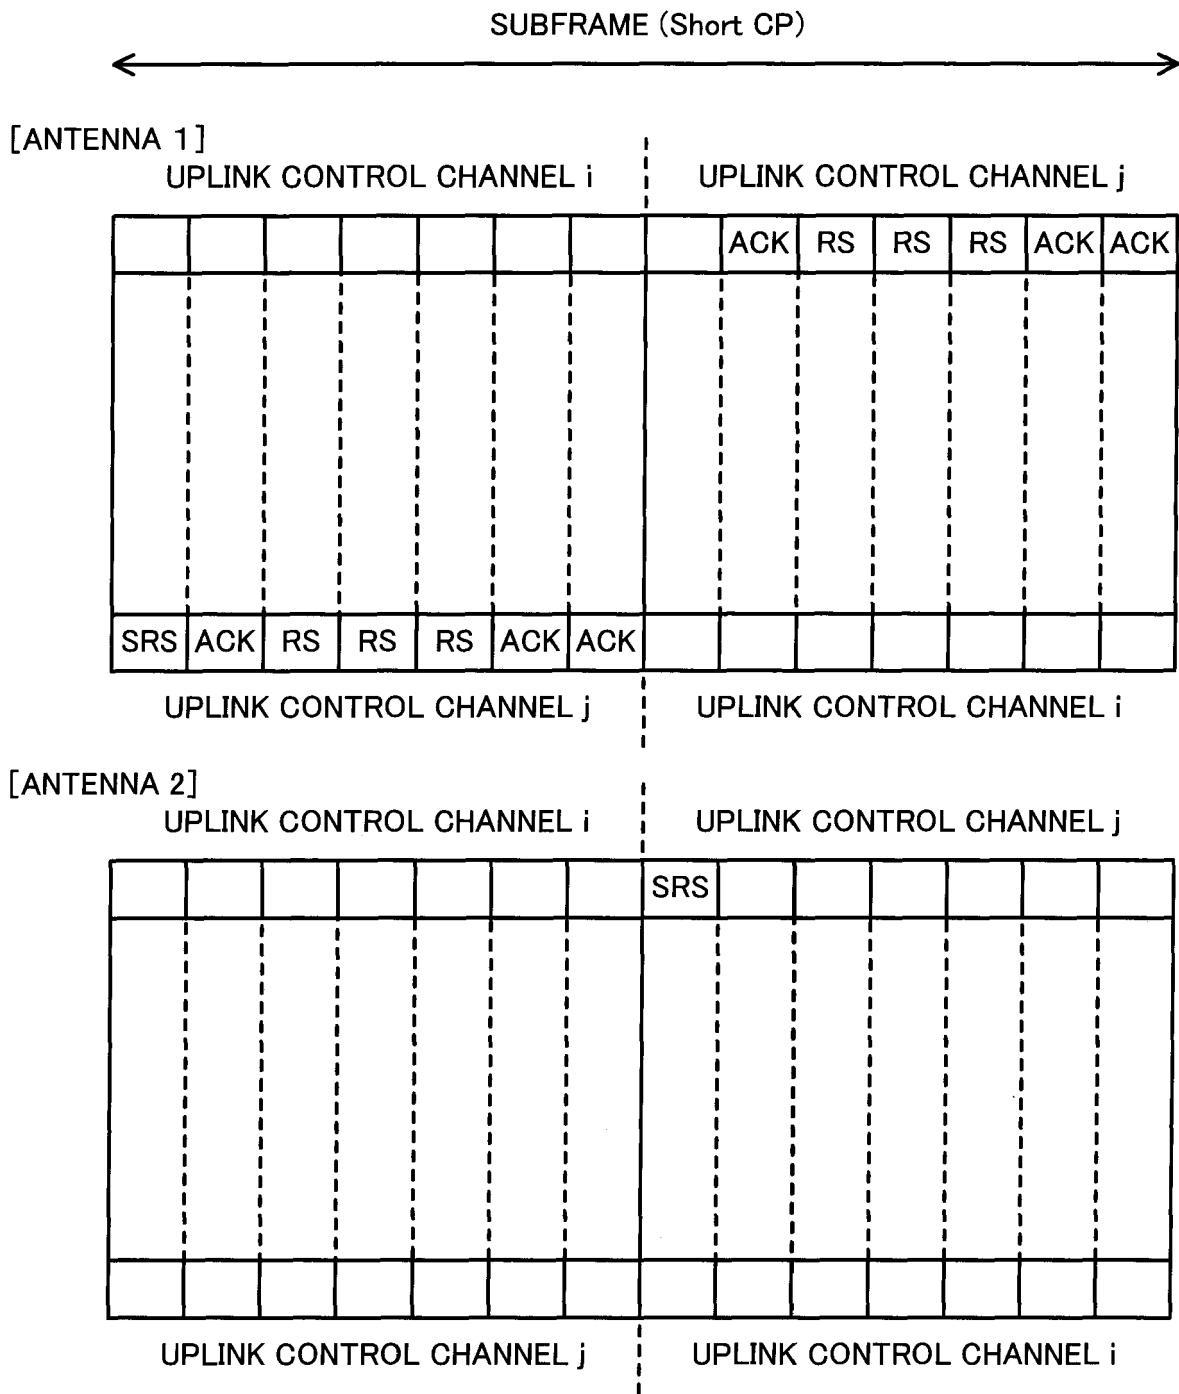 SUBFRAME (Short CP)
[ANTENNA 1]
UPLINK CONTROL CHANNEL i UPLINK CONTROL CHANNEL j
ACK RS RS RS ACK ACK
SRS ACK RS RS RS ACK ACK
UPLINK CONTROL CHANNEL j UPLINK CONTROL CHANNEL i
[ANTENNA 2]
UPLINK CONTROL CHANNEL i UPLINK CONTROL CHANNEL j
SRS
UPLINK CONTROL CHANNEL j UPLINK CONTROL CHANNEL i